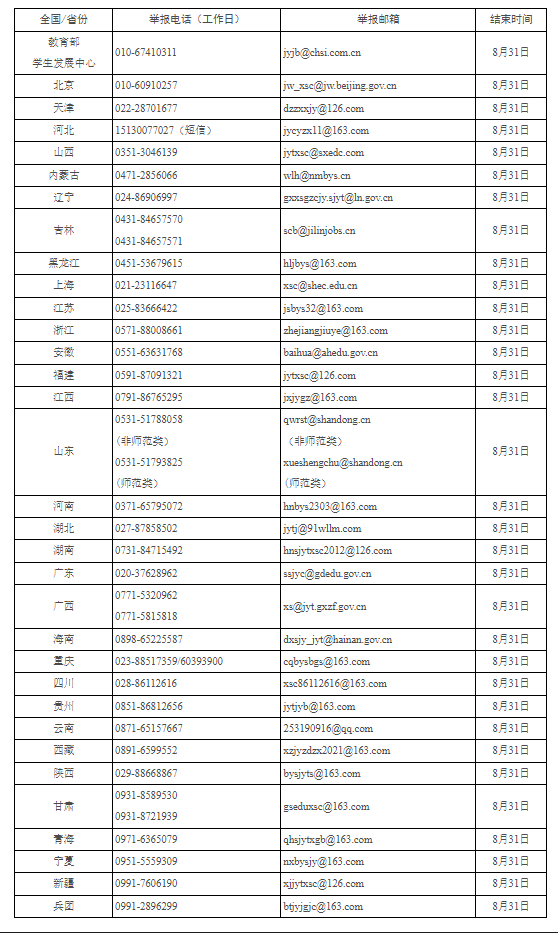 全国/省份 举报电话（工作日） 举报邮箱 结束时间
教育部
学生发展中心 010-67410311 jyjb@chsi.com.cn 8月31日
北京 010-60910257 jw_xsc@jw.beijing.gov.cn 8月31日
天津 022-28701677 dzzxxjy@126.com 8月31日
河北 15130077027（短信） jycyzx11@163.com 8月31日
山西 0351-3046139 jytxsc@sxedc.com 8月31日
内蒙古 0471-2856066 wlh@nmbys.cn 8月31日
辽宁 024-86906997 gxxsgzcjy.sjyt@ln.gov.cn 8月31日
吉林 0431-84657570
0431-84657571 scb@jilinjobs.cn 8月31日
黑龙江 0451-53679615 hljbys@163.com 8月31日
上海 021-23116647 xsc@shec.edu.cn 8月31日
江苏 025-83666422 jsbys32@163.com 8月31日
浙江 0571-88008661 zhejiangjiuye@163.com 8月31日
安徽 0551-63631768 baihua@ahedu.gov.cn 8月31日
福建 0591-87091321 jytxsc@126.com 8月31日
江西 0791-86765295 jxjygz@163.com 8月31日
山东 0531-51788058 qwrst@shandong.cn 8月31日
(非师范类) （非师范类）
0531-51793825 xueshengchu@shandong.cn
(师范类) (师范类)
河南 0371-65795072 hnbys2303@163.com 8月31日
湖北 027-87858502 jytj@91wllm.com 8月31日
湖南 0731-84715492 hnsjytxsc2012@126.com 8月31日
广东 020-37628962 ssjyc@gdedu.gov.cn 8月31日
广西 0771-5320962
0771-5815818 xs@jyt.gxzf.gov.cn 8月31日
海南 0898-65225587 dxsjy_jyt@hainan.gov.cn 8月31日
重庆 023-88517359/60393900 cqbysbgs@163.com 8月31日
四川 028-86112616 xsc86112616@163.com 8月31日
贵州 0851-86812656 jytjyb@163.com 8月31日
云南 0871-65157667 253190916@qq.com 8月31日
西藏 0891-6599552 xzjyzdzx2021@163.com 8月31日
陕西 029-88668867 bysjyts@163.com 8月31日
甘肃 0931-8589530
0931-8721939 gseduxsc@163.com 8月31日
青海 0971-6365079 qhsjytxgb@163.com 8月31日
宁夏 0951-5559309 nxbysjy@163.com 8月31日
新疆 0991-7606190 xjjytxsc@126.com 8月31日
兵团 0991-2896299 btjyjgjc@163.com 8月31日